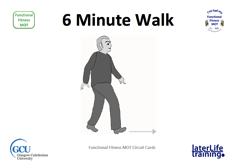 Functional
Fitness
MOT
6 Minute Walk
Functional
Fitness
MOT
Functional Fitness MOT Circuit Cards
GCU
Glasgow Caledonian
University
laterLife
training